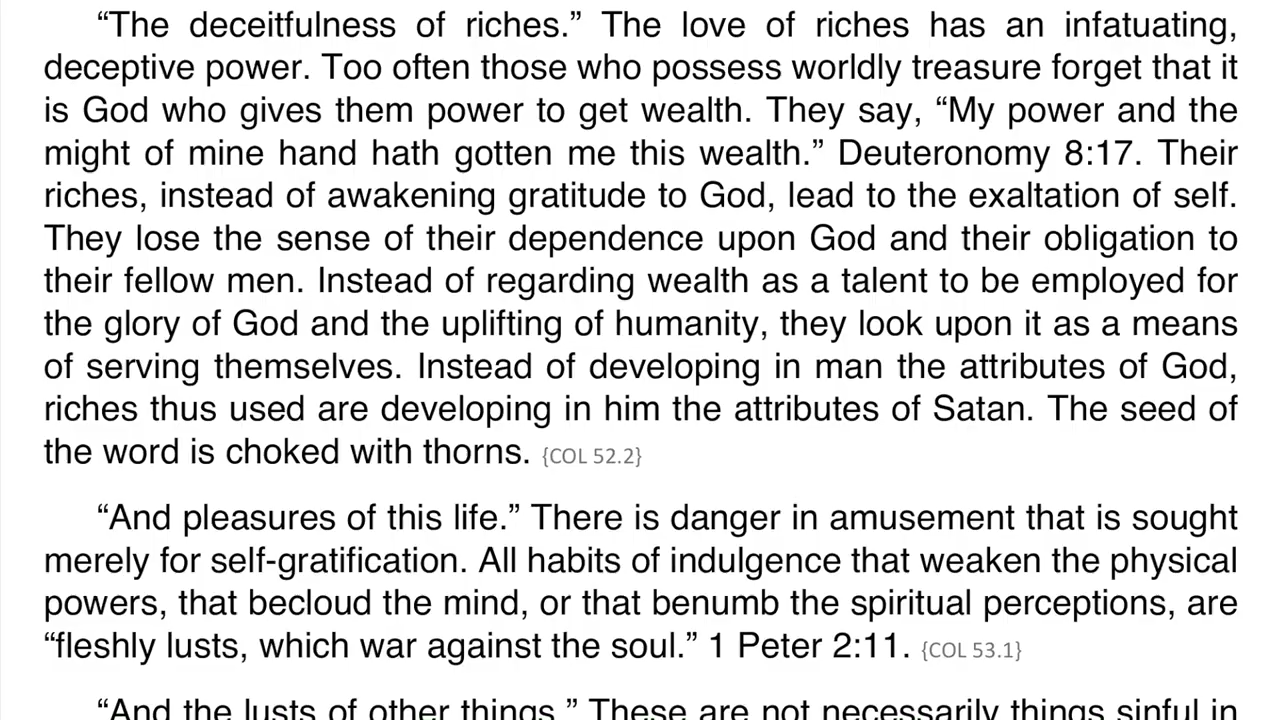 “The deceitfulness of riches.” The love of riches has an infatuating,
deceptive power. Too often those who possess worldly treasure forget that it
is God who gives them power to get wealth. They say, “My power and the
might of mine hand hath gotten me this wealth.” Deuteronomy 8:17. Their
riches, instead of awakening gratitude to God, lead to the exaltation of self.
They lose the sense of their dependence upon God and their obligation to
their fellow men. Instead of regarding wealth as a talent to be employed for
the glory of God and the uplifting of humanity, they look upon it as a means
of serving themselves. Instead of developing in man the attributes of God,
riches thus used are developing in him the attributes of Satan. The seed of
the word is choked with thorns. {COL 52.2}
“And pleasures of this life.” There is danger in amusement that is sought
merely for self-gratification. All habits of indulgence that weaken the physical
powers, that becloud the mind, or that benumb the spiritual perceptions, are
“fleshly lusts, which war against the soul.” 1 Peter 2:11. {COL 53.1}
“And the lusts of other things.” These are not necessarily things sinful in